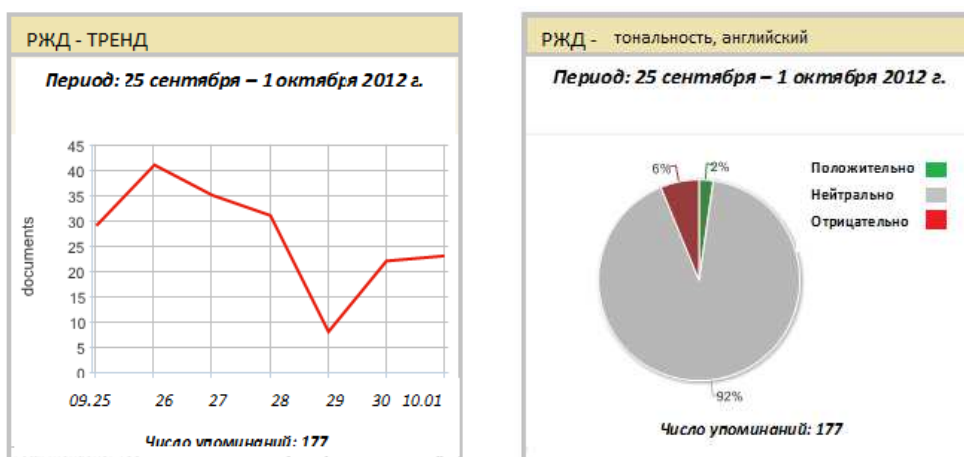 РЖД - ТРЕНД
Период: 25 сентября – 1 октября 2012 г.
45
40
35
30
25
20
15
10
5
0
documents
09.25 26 27 28 29 30 10.01
Число упоминаний: 177
РЖД - тональность, английский
Период: 25 сентября – 1 октября 2012 г.
6%
2%
92%
Положительно
Нейтрально
Отрицательно
Число упоминаний: 177